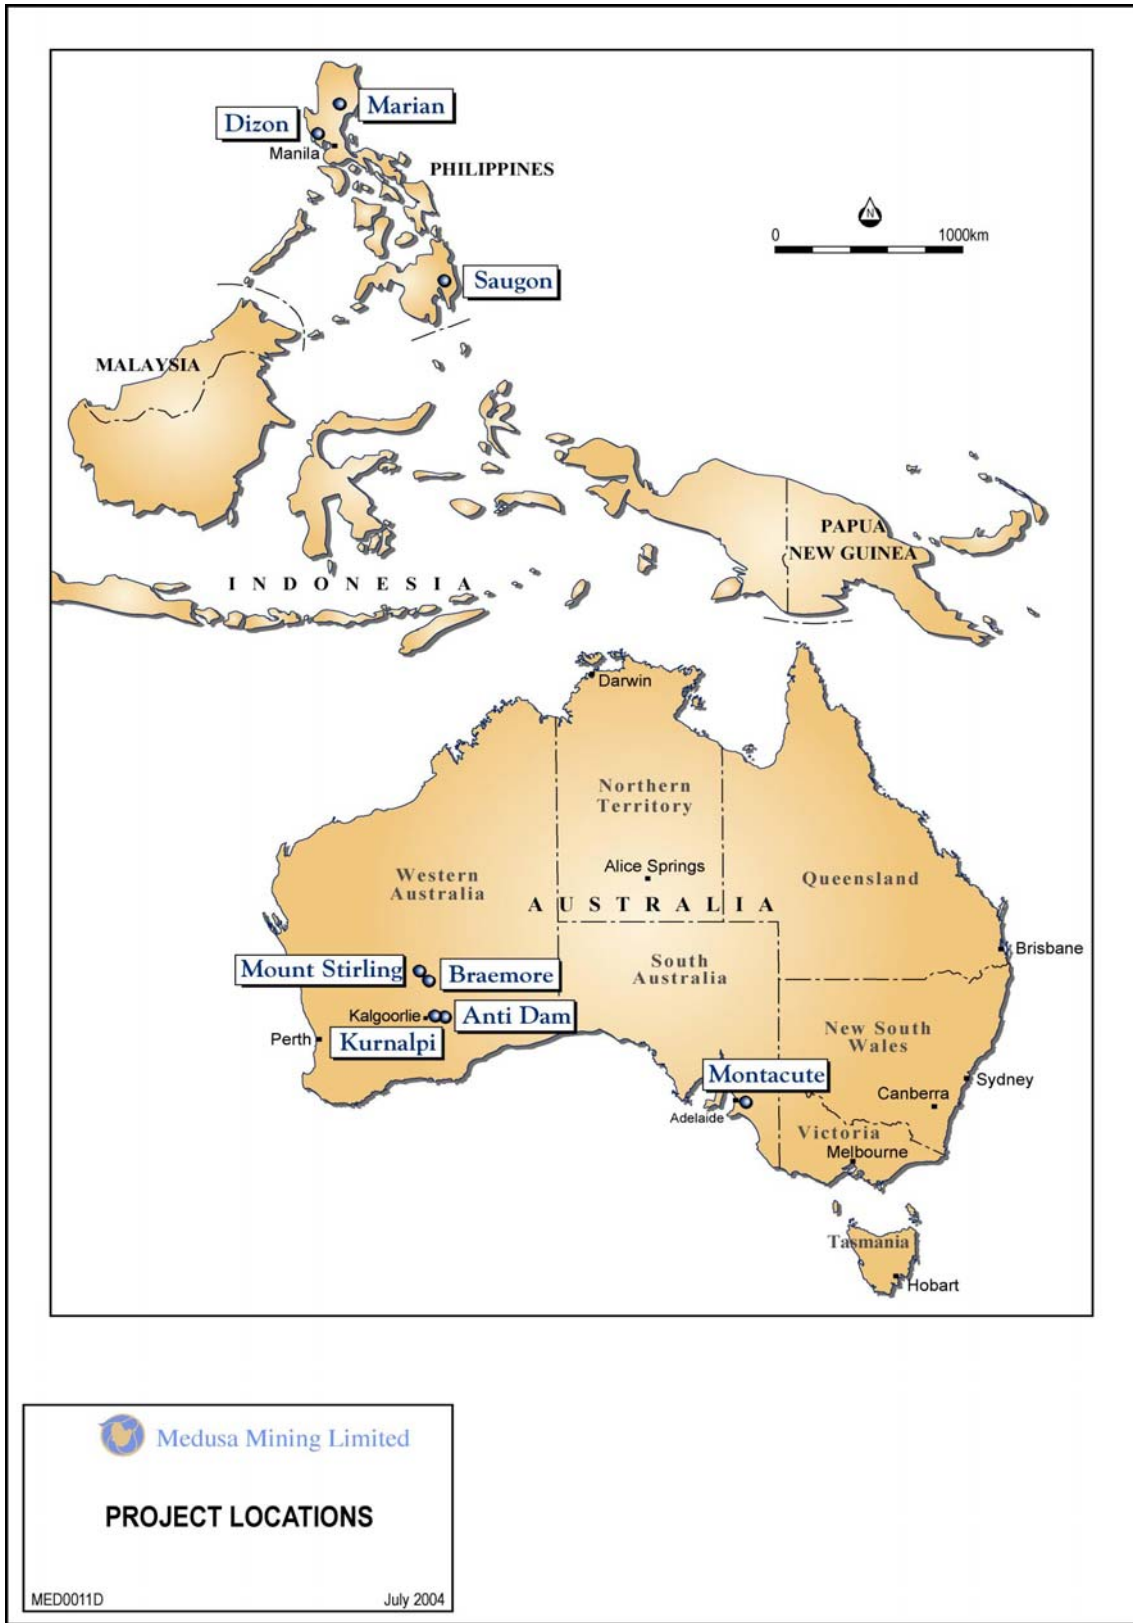 Marian
Dizon
Manila
PHILIPPINES
N
0 1000km
Saugon
MALAYSIA
PAPUA
NEW GUINEA
INDONESIA
Darwin
Northern
Territory
Western
Australia
Alice Springs
Queensland
AUSTRALIA
Brisbane
South
Australia
Mount Stirling
Braemore
Kalgoorlie
Anti Dam
Perth
Kurnalpi
New South
Wales
Montacute
Sydney
Canberra
Adelaide
Victoria
Melbourne
Tasmania
Hobart
Medusa Mining Limited
PROJECT LOCATIONS
MED0011D July 2004